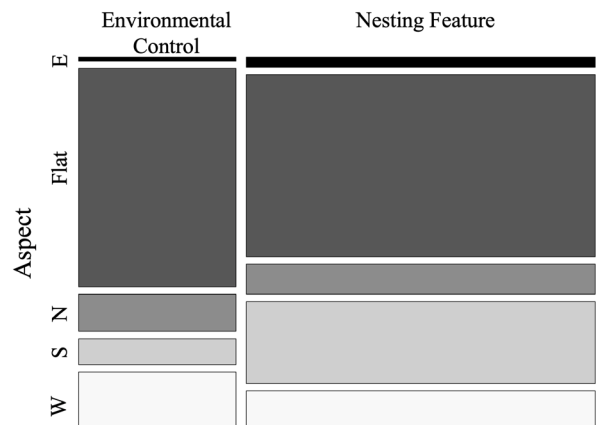 Environmental
Control
Nesting Feature
Aspect
E
Flat
N
S
W